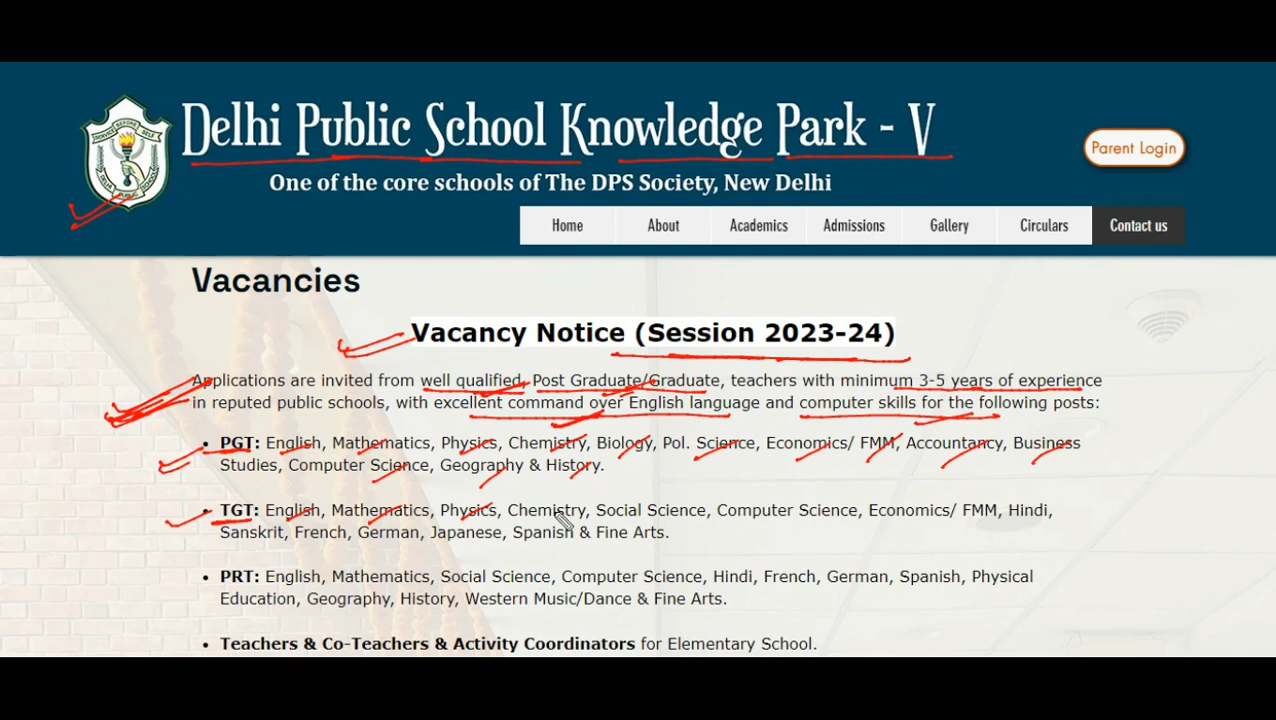 Delhi Public School Knowledge Park - V
One of the core schools of The DPS Society, New Delhi
Parent Login
Home About Academics Admissions Gallery Circulars Contact us
Vacancies
Vacancy Notice (Session 2023-24)
Applications are invited from well qualified, Post Graduate/Graduate, teachers with minimum 3-5 years of experience
in reputed public schools, with excellent command over English language and computer skills for the following posts:
• PGT: English, Mathematics, Physics, Chemistry, Biology, Pol. Science, Economics/ FMM, Accountancy, Business
Studies, Computer Science, Geography & History.
• TGT: English, Mathematics, Physics, Chemistry, Social Science, Computer Science, Economics/ FMM, Hindi,
Sanskrit, French, German, Japanese, Spanish & Fine Arts.
• PRT: English, Mathematics, Social Science, Computer Science, Hindi, French, German, Spanish, Physical
Education, Geography, History, Western Music/Dance & Fine Arts.
• Teachers & Co-Teachers & Activity Coordinators for Elementary School.